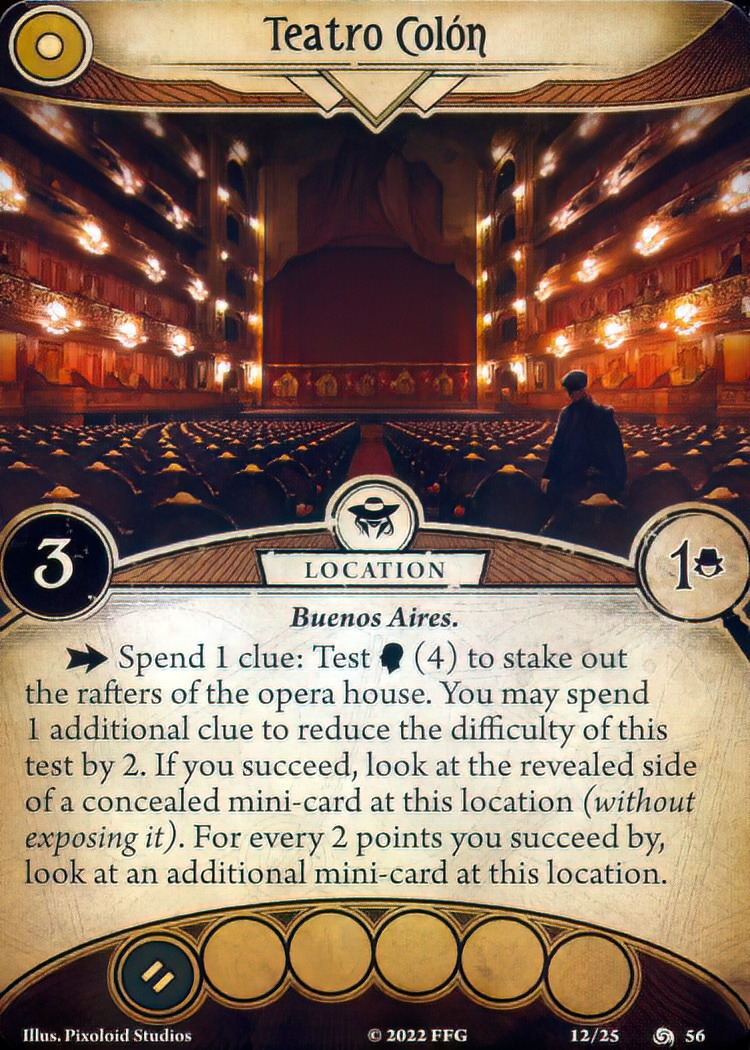 Teatro Colón
3
1
LOCATION
Buenos Aires.
Spend 1 clue: Test (4) to stake out
the rafters of the opera house. You may spend
1 additional clue to reduce the difficulty of this
test by 2. If you succeed, look at the revealed side
of a concealed mini-card at this location (without
exposing it). For every 2 points you succeed by,
look at an additional mini-card at this location.
Illus. Pixoloid Studios © 2022 FFG 12/25 56